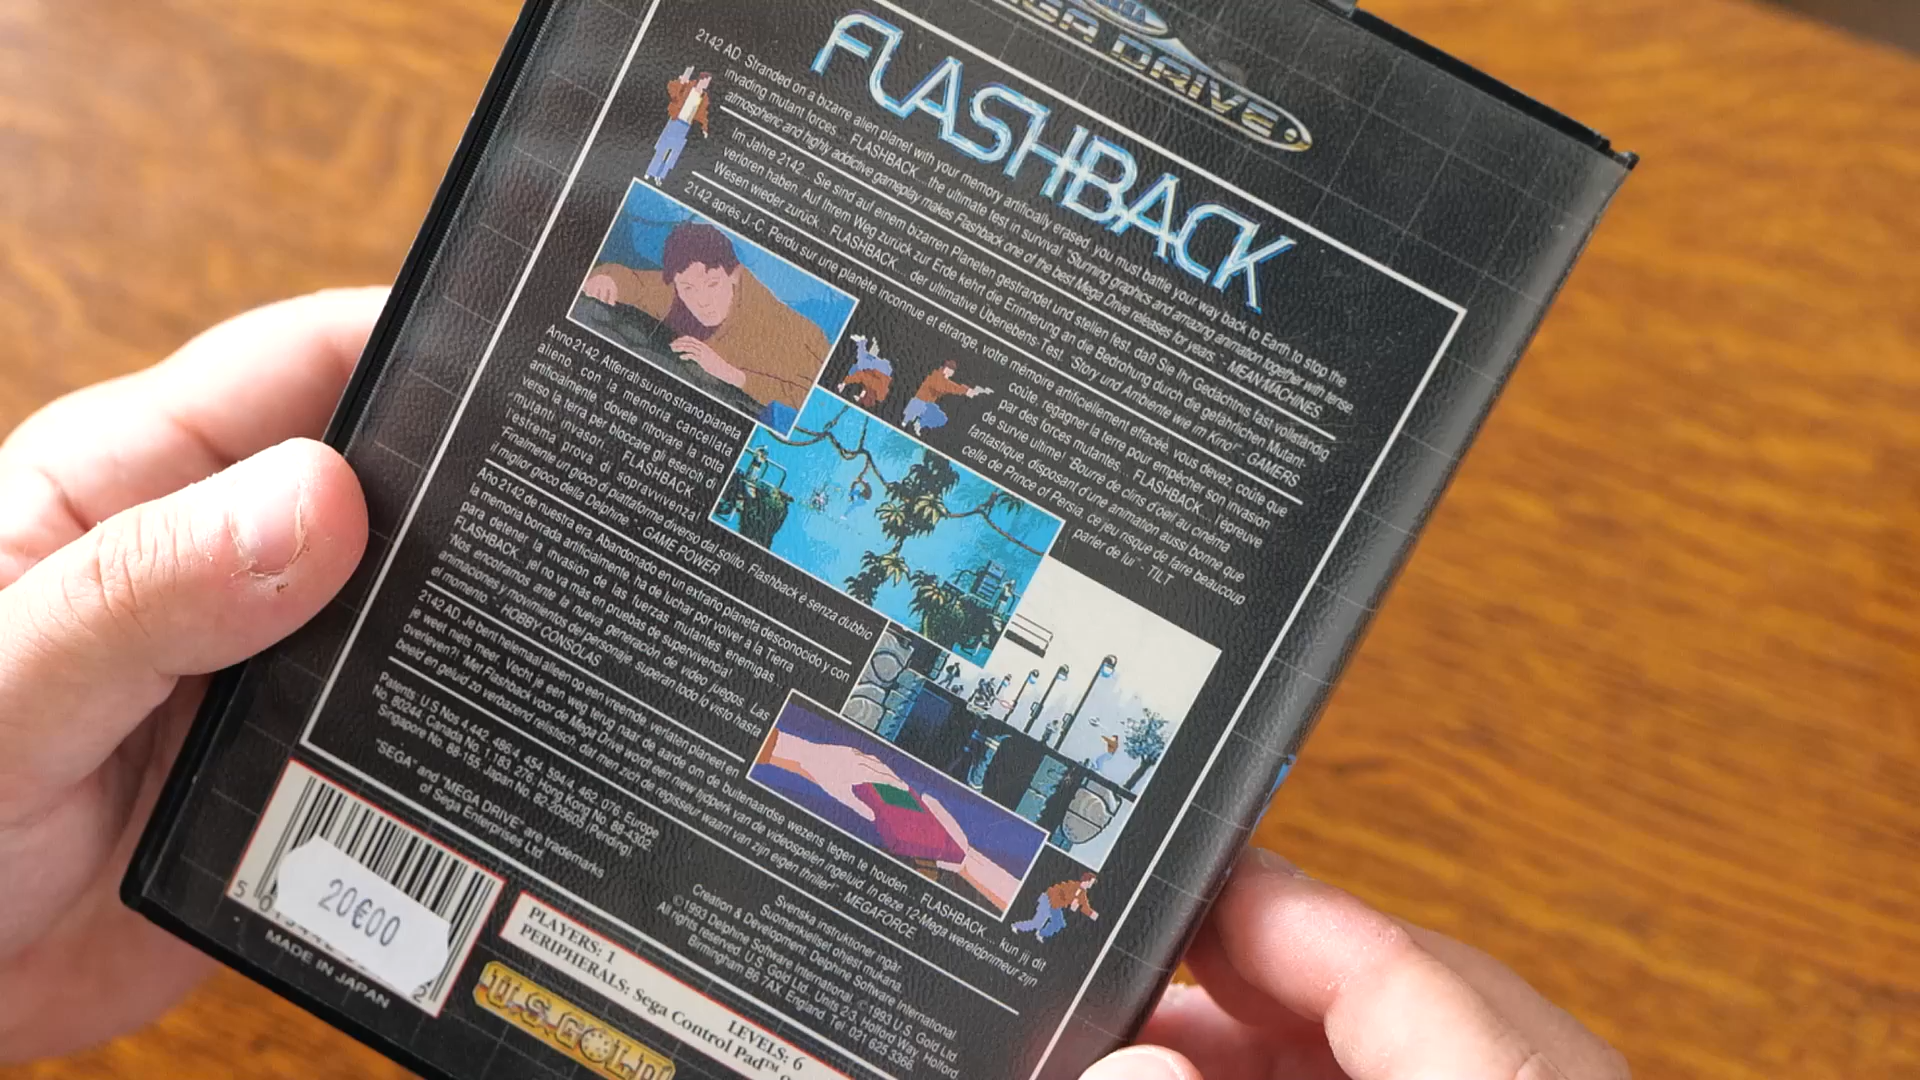 MEGA DRIVE
FLASHBACK
2142 AD. Stranded on a bizarre alien planet with your memory artificially erased, you must battle your way back to Earth, to stop the
invading mutant forces... FLASHBACK... the ultimate test in survival. "Stunning graphics and amazing animation together with tense
atmospheric and highly addictive gameplay makes Flashback one of the best Mega Drive releases for years." - MEAN MACHINES
Im Jahre 2142... Sie sind auf einem bizarren Planeten gestrandet und stellen fest, daß Sie Ihr Gedächtnis fast vollständig
verloren haben. Auf Ihrem Weg zurück zur Erde kehrt die Erinnerung an die Bedrohung durch die gefährlichen Mutant-
Wesen wieder zurück... FLASHBACK... der ultimative Überlebens-Test. "Story und Ambiente wie im Kino!" - GAMERS
2142 après J.-C. Perdu sur une planète inconnue et étrange, votre memoire artificiellement effacée, vous devez, coûte que
coûte, regagner la terre pour empêcher son invasion
par des forces mutantes. FLASHBACK... l'epreuve
de survie ultime! "Bourré de clins d'oeil au cinéma
fantastique, disposant d'une animation aussi bonne que
celle de Prince of Persia, ce jeu risque de faire beaucoup
parler de lui" - TILT
Anno 2142. Atterrati su uno strano pianeta
alieno, con la memoria cancellata
artificialmente, dovete ritrovare la rotta
verso la terra per bloccare gli eserciti di
mutanti invasori. FLASHBACK...
l'estrema prova di sopravvivenza!
"Finalmente un gioco di piattaforme diverso dal solito. Flashback è senza dubbio
il miglior gioco della Delphine." - GAME POWER
Año 2142 de nuestra era. Abandonado en un extraño planeta desconocido y con
la memoria borrada artificialmente, ha de luchar por volver a la Tierra
para detener la invasión de las fuerzas mutantes enemigas...
FLASHBACK... ¡el no va más en pruebas de supervivencia!
"Nos encontramos ante la nueva generación de video juegos. Las
animaciones y movimientos del personaje superan todo lo visto hasta
el momento." - HOBBY CONSOLAS
2142 AD. Je bent helemaal alleen op een vreemde, verlaten planeet en
je weet niets meer. Vecht je een weg terug naar de aarde om de buitenaardse wezens tegen te houden... FLASHBACK... kun jij dit
overleven?! "Met Flashback voor de Mega Drive wordt een new tijdperk van de videospelen ingeluid. In deze 12-Mega wereldprimeur zijn
beeld en geluid zo verbazend relistisch, dat men zich de regisseur waant van zijn eigen thriller!" - MEGAFORCE
Patents: U.S Nos 4,442, 486-4, 454, 594-4, 462, 076, Europe
No. 80244, Canada No. 1,183, 276, Hong Kong No. 88-4302,
Singapore No. 88-155, Japan No. 82-205605 (Pending).
"SEGA" and "MEGA DRIVE" are trademarks
of Sega Enterprises Ltd.
Svenska instruktioner ingår.
Suomenkieliset ohjest mukana.
Creation & Development: Delphine Software International.
©1993 Delphine Software International. ©1993 U.S. Gold Ltd.
All rights reserved. U.S. Gold Ltd. Units 2/3, Holford Way, Holford
Birmingham B6 7AX. England. Tel: 021 625 3366.
20€00
5
2
MADE IN JAPAN
PLAYERS: 1
LEVELS: 6
PERIPHERALS: Sega Control Pad™
U.S. GOLD